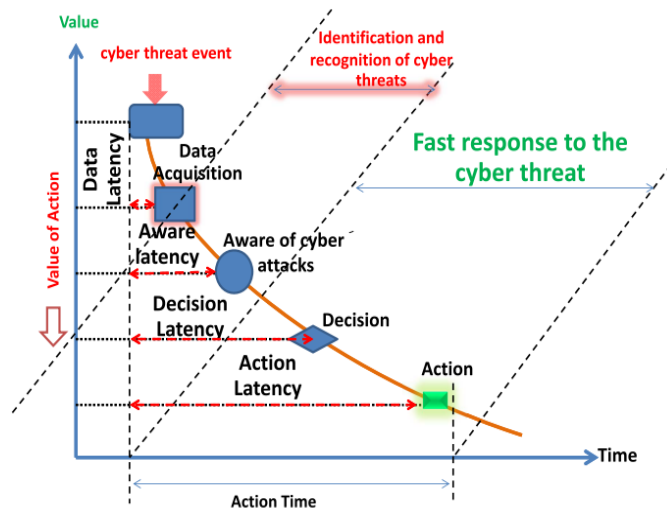 Value
cyber threat event
Identification and
recognition of cyber
threats
Fast response to the
cyber threat
Data
Latency
Data
Acquisition
Value of Action
Aware
latency
Aware of cyber
attacks
Decision
Latency
Decision
Action
Latency
Action
Time
Action Time